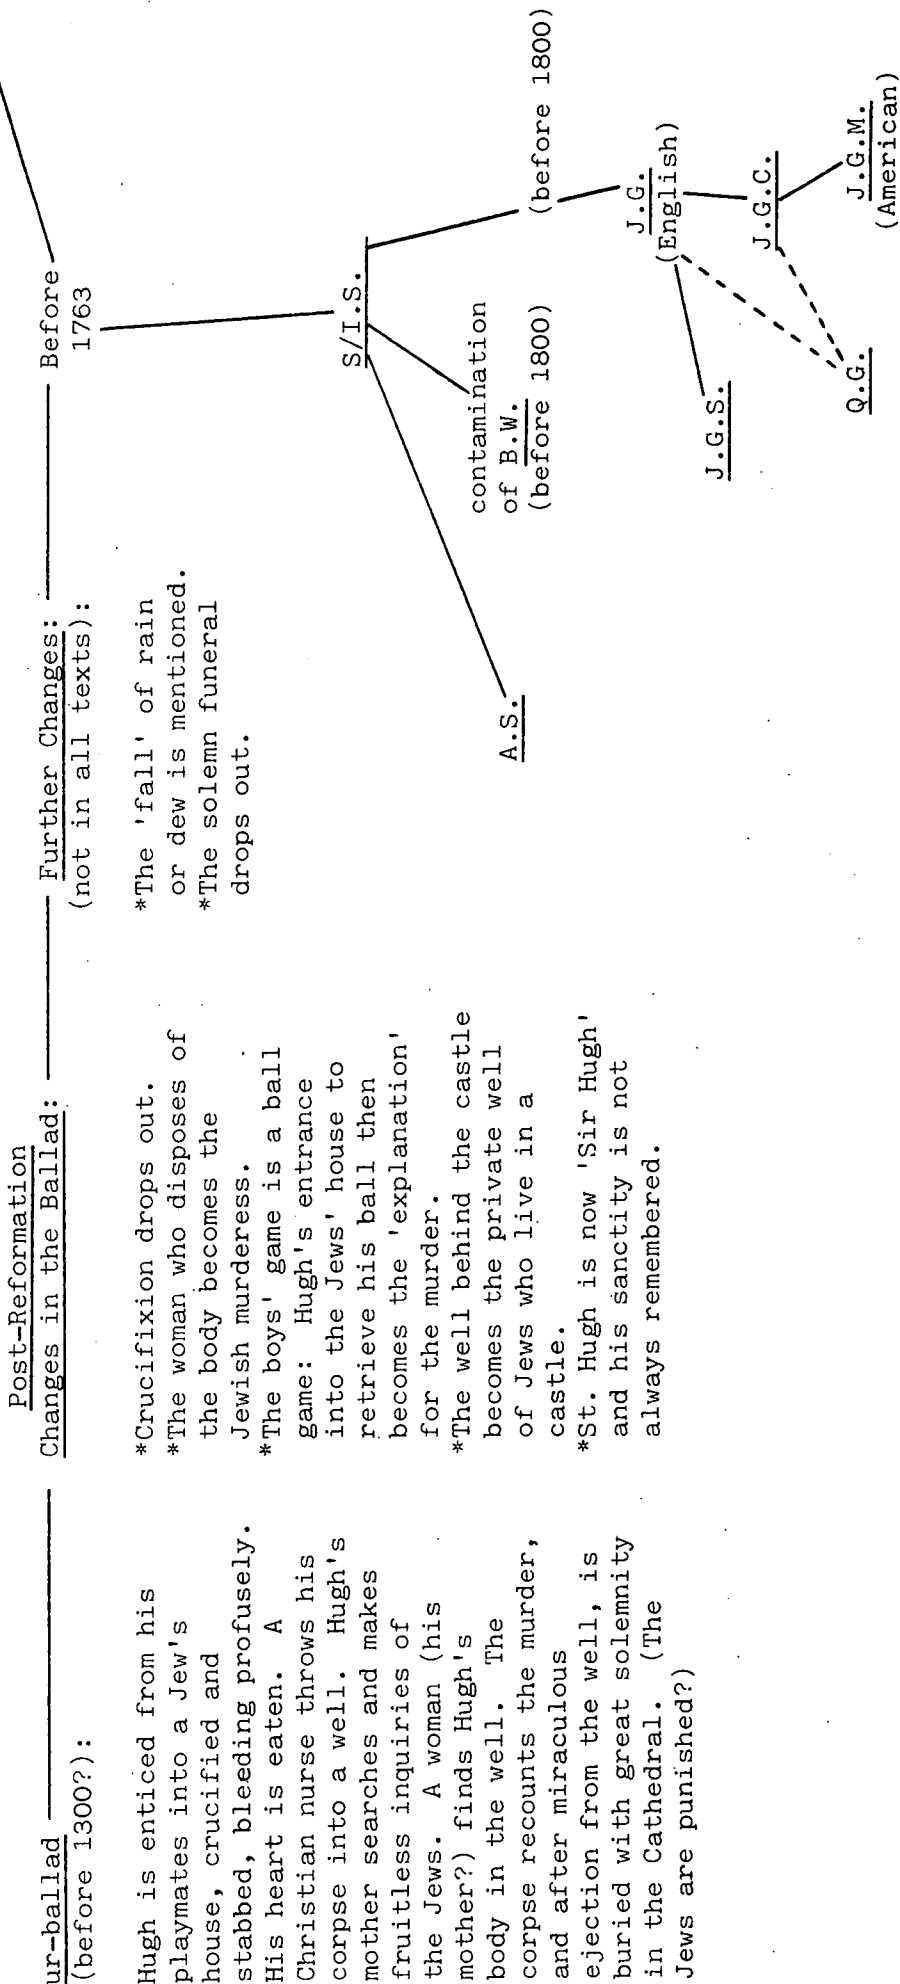 ur-ballad
(before 1300?):
Hugh is enticed from his
playmates into a Jew's
house, crucified and
stabbed, bleeding profusely.
His heart is eaten. A
Christian nurse throws his
corpse into a well. Hugh's
mother searches and makes
fruitless inquiries of
the Jews. A woman (his
mother?) finds Hugh's
body in the well. The
corpse recounts the murder,
and after miraculous
ejection from the well, is
buried with great solemnity
in the Cathedral. (The
Jews are punished?)
Post-Reformation
Changes in the Ballad:
*Crucifixion drops out.
*The woman who disposes of
the body becomes the
Jewish murderess.
*The boys' game is a ball
game: Hugh's entrance
into the Jews' house to
retrieve his ball then
becomes the 'explanation'
for the murder.
*The well behind the castle
becomes the private well
of Jews who live in a
castle.
*St. Hugh is now 'Sir Hugh'
and his sanctity is not
always remembered.
Further Changes:
(not in all texts):
*The 'fall' of rain
or dew is mentioned.
*The solemn funeral
drops out.
Before
1763
S/I.S.
A.S.
contamination
of B.W.
(before 1800)
(before 1800)
J.G.
(English)
J.G.S.
J.G.C.
Q.G.
J.G.M.
(American)